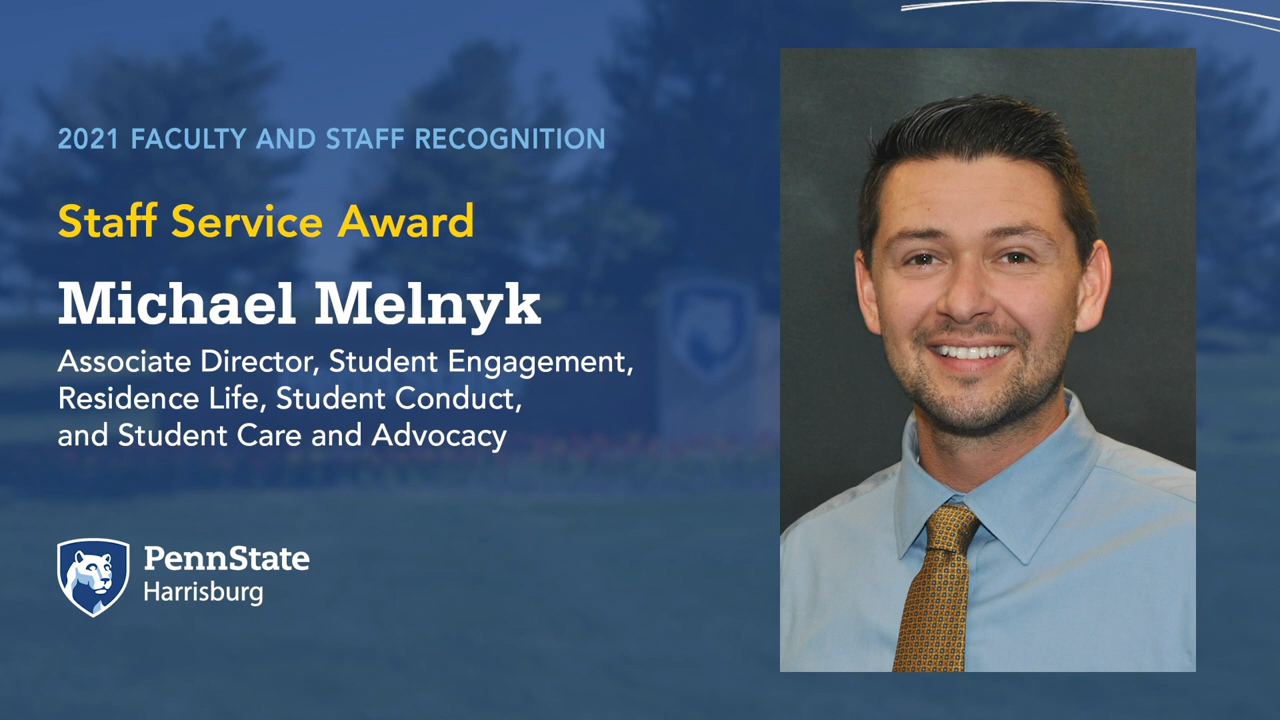 2021 FACULTY AND STAFF RECOGNITION
Staff Service Award
Michael Melnyk
Associate Director, Student Engagement,
Residence Life, Student Conduct,
and Student Care and Advocacy
PennState
Harrisburg